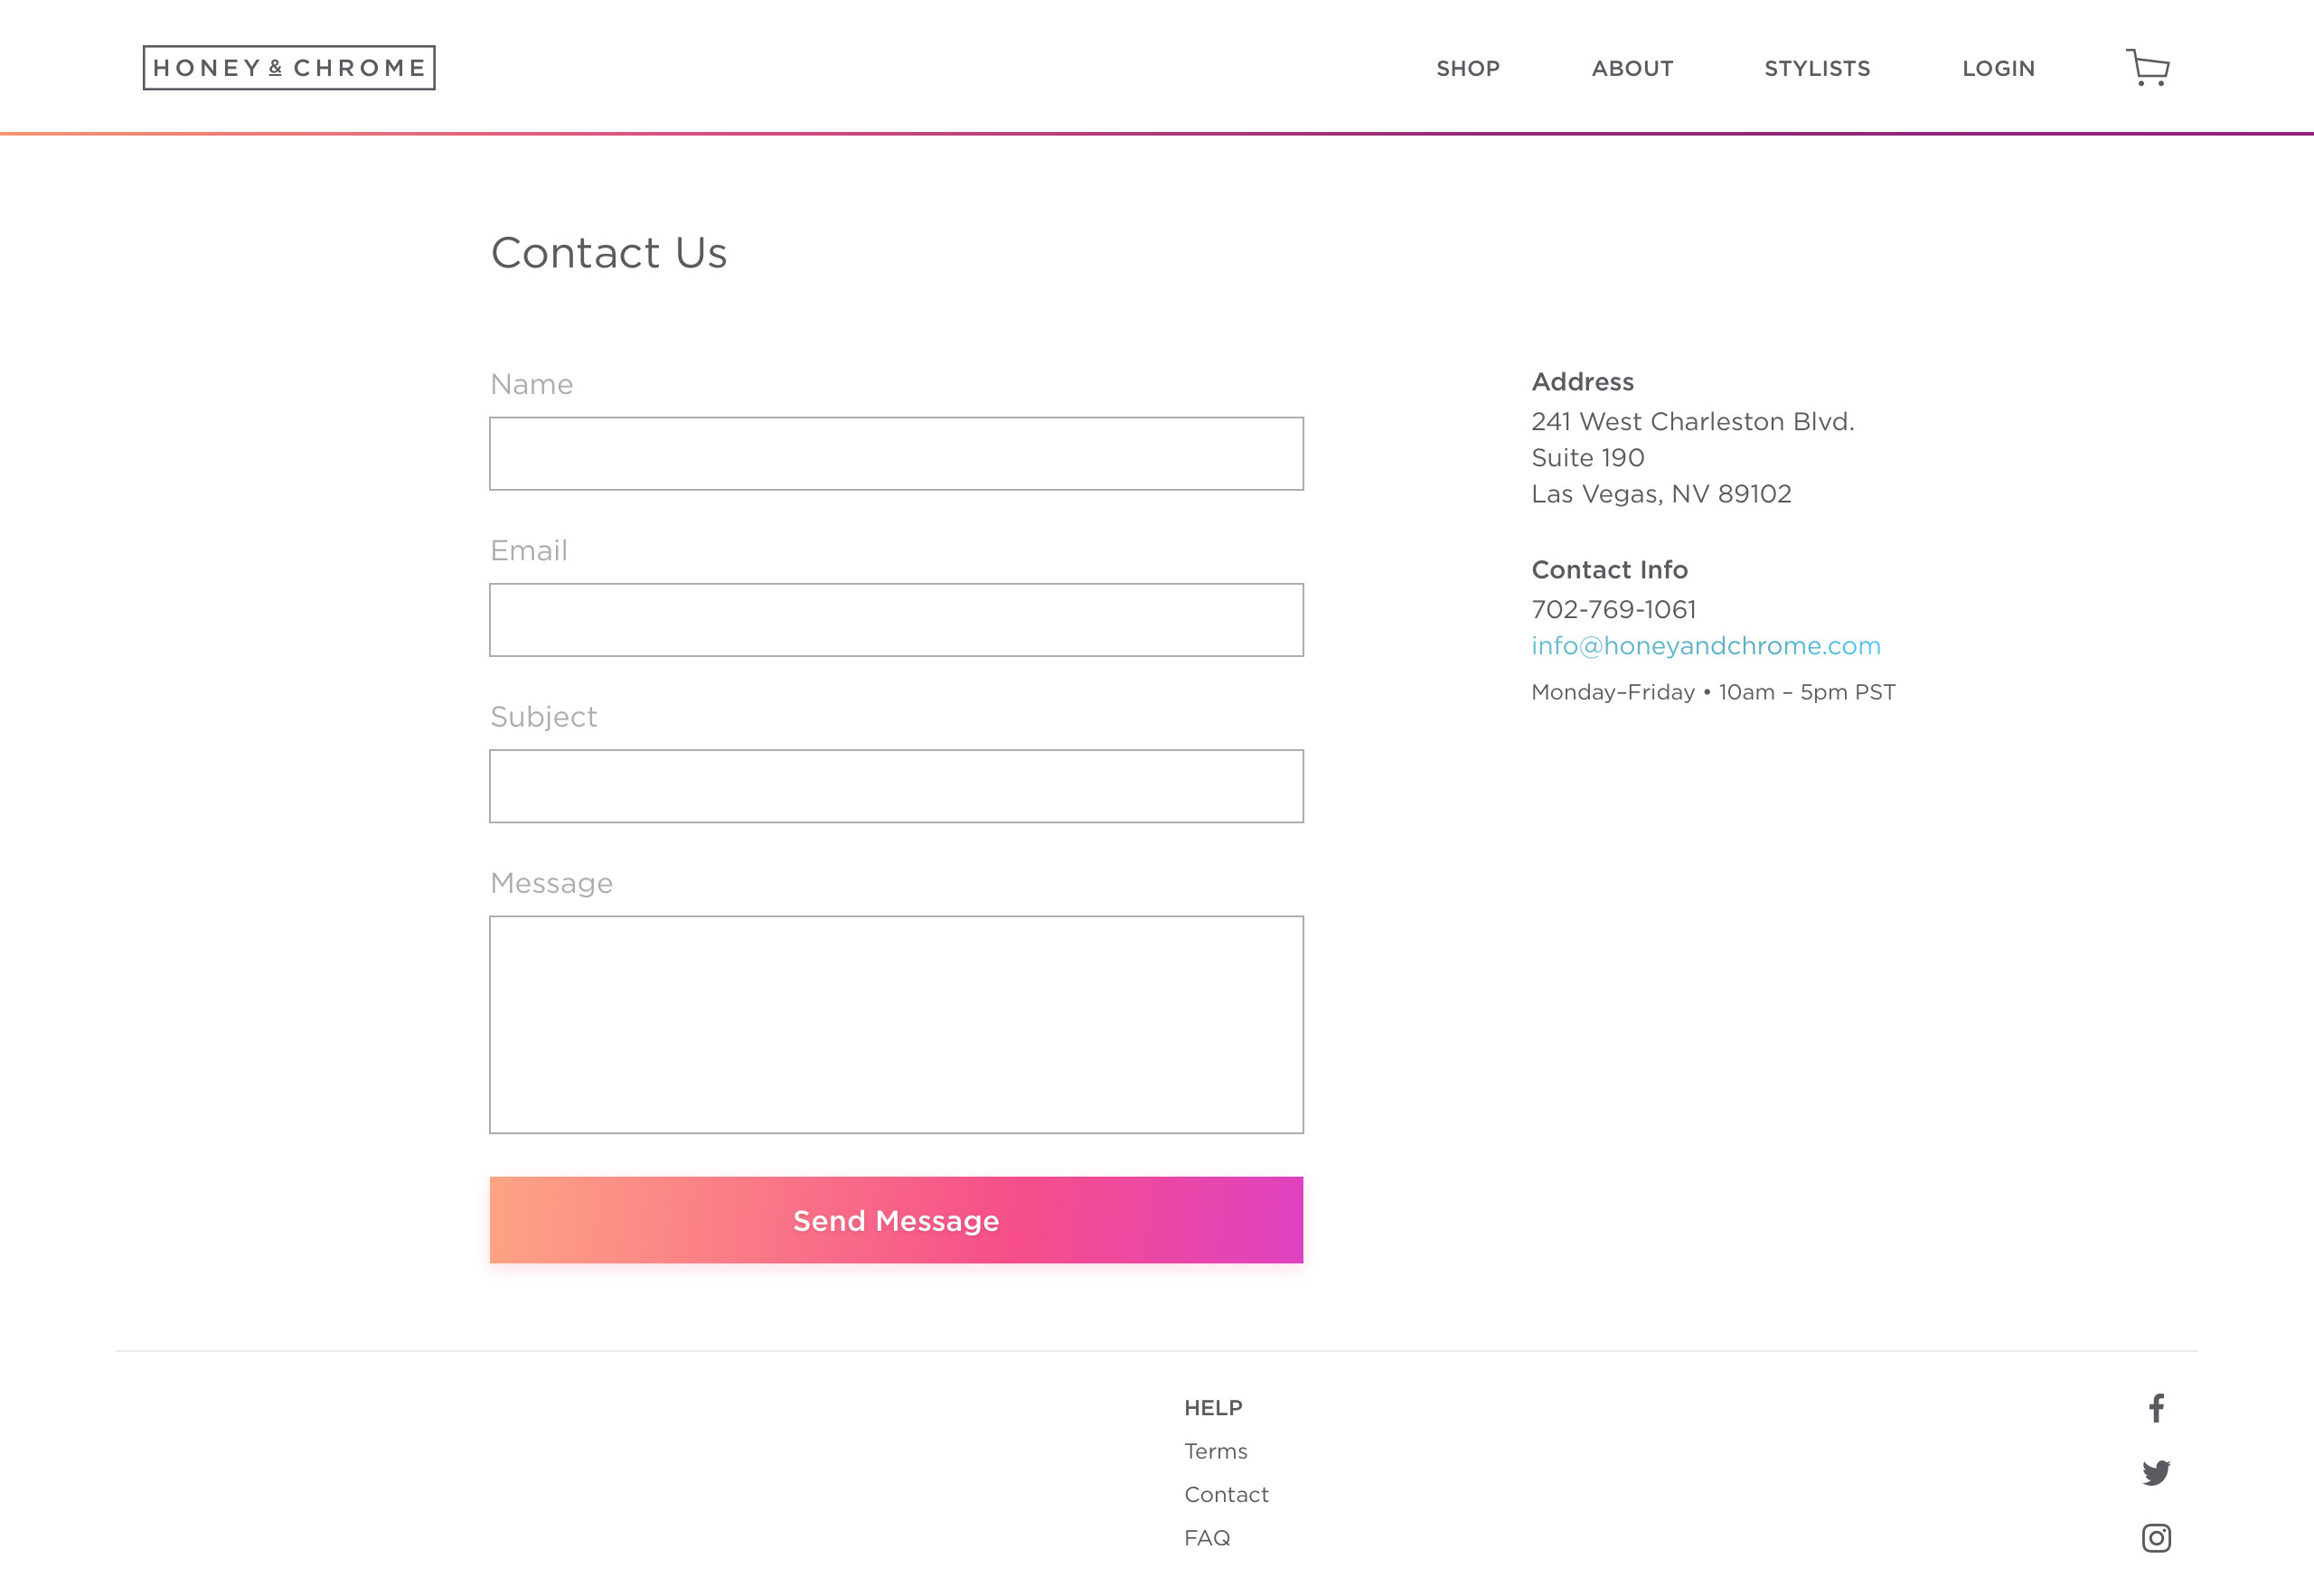 HONEY & CHROME
SHOP ABOUT STYLISTS LOGIN
Contact Us
Name
Email
Subject
Message
Send Message
Address
241 West Charleston Blvd.
Suite 190
Las Vegas, NV 89102
Contact Info
702-769-1061
info@honeyandchrome.com
Monday–Friday • 10am – 5pm PST
HELP
Terms
Contact
FAQ